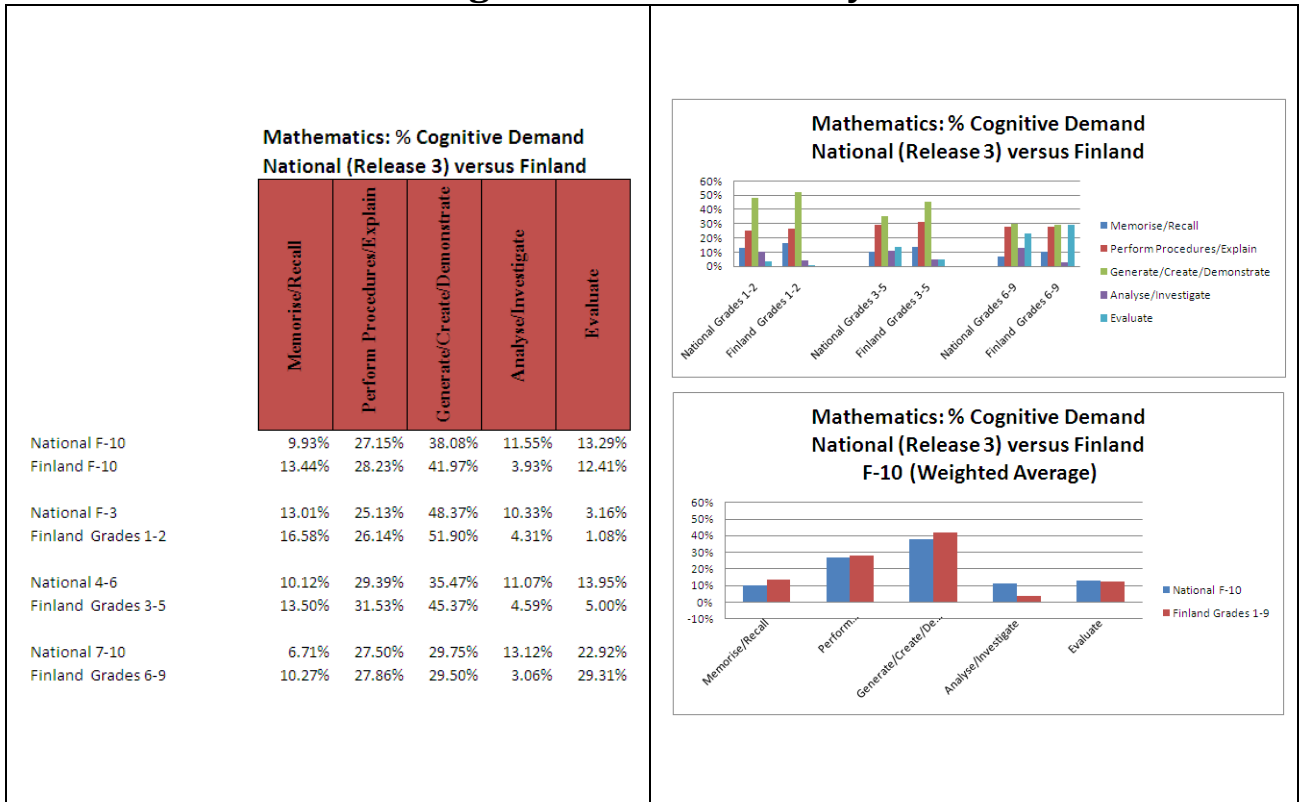 Mathematics: % Cognitive Demand
National (Release 3) versus Finland
Memorise/Recall
Perform Procedures/Explain
Generate/Create/Demonstrate
Analyse/Investigate
Evaluate
National F-10 9.93% 27.15% 38.08% 11.55% 13.29%
Finland F-10 13.44% 28.23% 41.97% 3.93% 12.41%
National F-3 13.01% 25.13% 48.37% 10.33% 3.16%
Finland Grades 1-2 16.58% 26.14% 51.90% 4.31% 1.08%
National 4-6 10.12% 29.39% 35.47% 11.07% 13.95%
Finland Grades 3-5 13.50% 31.53% 45.37% 4.59% 5.00%
National 7-10 6.71% 27.50% 29.75% 13.12% 22.92%
Finland Grades 6-9 10.27% 27.86% 29.50% 3.06% 29.31%
Mathematics: % Cognitive Demand
National (Release 3) versus Finland
60%
50%
40%
30%
20%
10%
0%
National Grades 1-2
Finland Grades 1-2
National Grades 3-5
Finland Grades 3-5
National Grades 6-9
Finland Grades 6-9
Memorise/Recall
Perform Procedures/Explain
Generate/Create/Demonstrate
Analyse/Investigate
Evaluate
Mathematics: % Cognitive Demand
National (Release 3) versus Finland
F-10 (Weighted Average)
60%
50%
40%
30%
20%
10%
0%
-10%
Memorise/Recall
Perform...
Generate/Create/De...
Analyse/Investigate
Evaluate
National F-10
Finland Grades 1-9